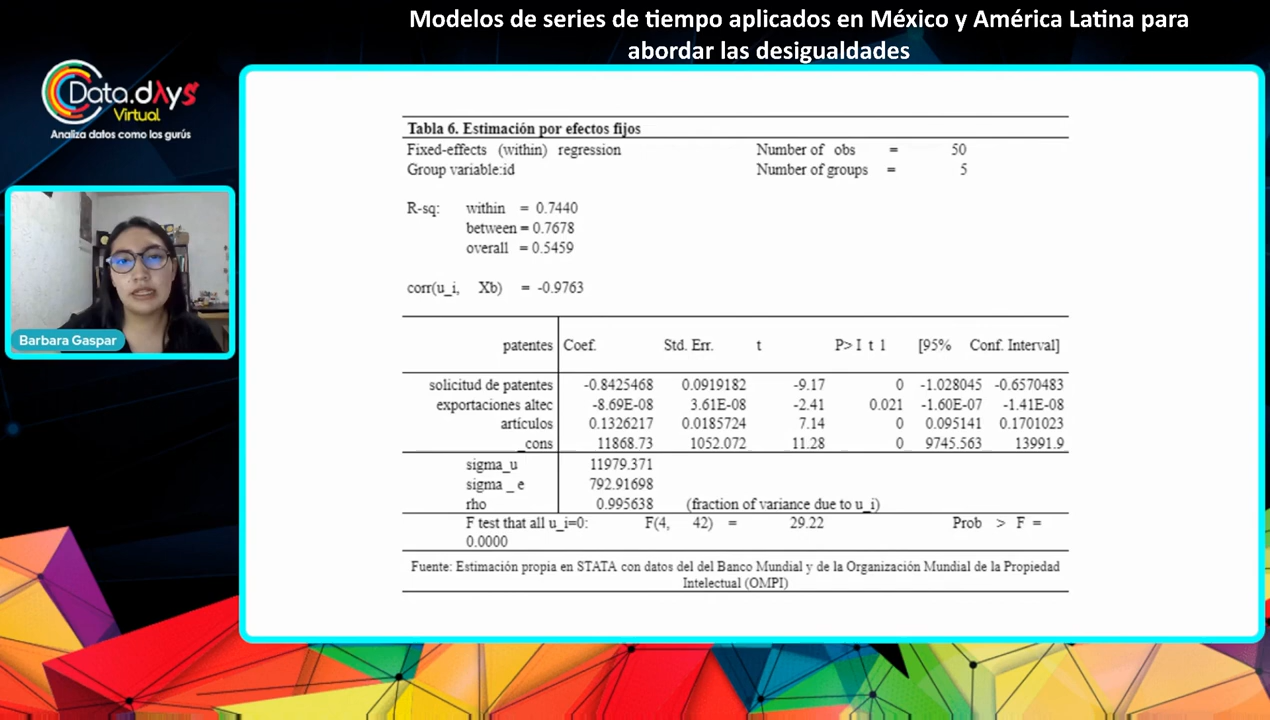 Modelos de series de tiempo aplicados en México y América Latina para
abordar las desigualdades
Data.dAys
Virtual
Analiza datos como los gurús
Barbara Gaspar
Tabla 6. Estimación por efectos fijos
Fixed-effects (within) regression Number of obs = 50
Group variable:id Number of groups = 5
R-sq: within = 0.7440
between = 0.7678
overall = 0.5459
corr(u_i, Xb) = -0.9763
patentes Coef. Std. Err. t P> I t 1 [95% Conf. Interval]
solicitud de patentes -0.8425468 0.0919182 -9.17 0 -1.028045 -0.6570483
exportaciones altec -8.69E-08 3.61E-08 -2.41 0.021 -1.60E-07 -1.41E-08
artículos 0.1326217 0.0185724 7.14 0 0.095141 0.1701023
_cons 11868.73 1052.072 11.28 0 9745.563 13991.9
sigma_u 11979.371
sigma _ e 792.91698
rho 0.995638 (fraction of variance due to u_i)
F test that all u_i=0: F(4, 42) = 29.22 Prob > F =
0.0000
Fuente: Estimación propia en STATA con datos del del Banco Mundial y de la Organización Mundial de la Propiedad
Intelectual (OMPI)